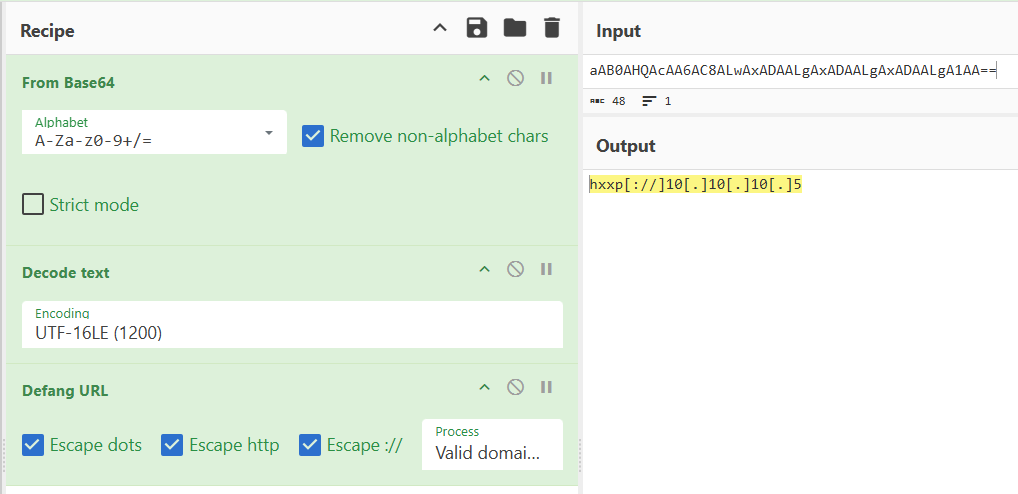 Recipe
From Base64
Alphabet
A-Za-z0-9+/=
Remove non-alphabet chars
Strict mode
Decode text
Encoding
UTF-16LE (1200)
Defang URL
Escape dots
Escape http
Escape ://
Process
Valid domai...
Input
aAB0AHQAcAA6AC8ALwAxADAALgAxADAALgAxADAALgA1AA==
ABC 48 1
Output
hxxp[://]10[.]10[.]10[.]5